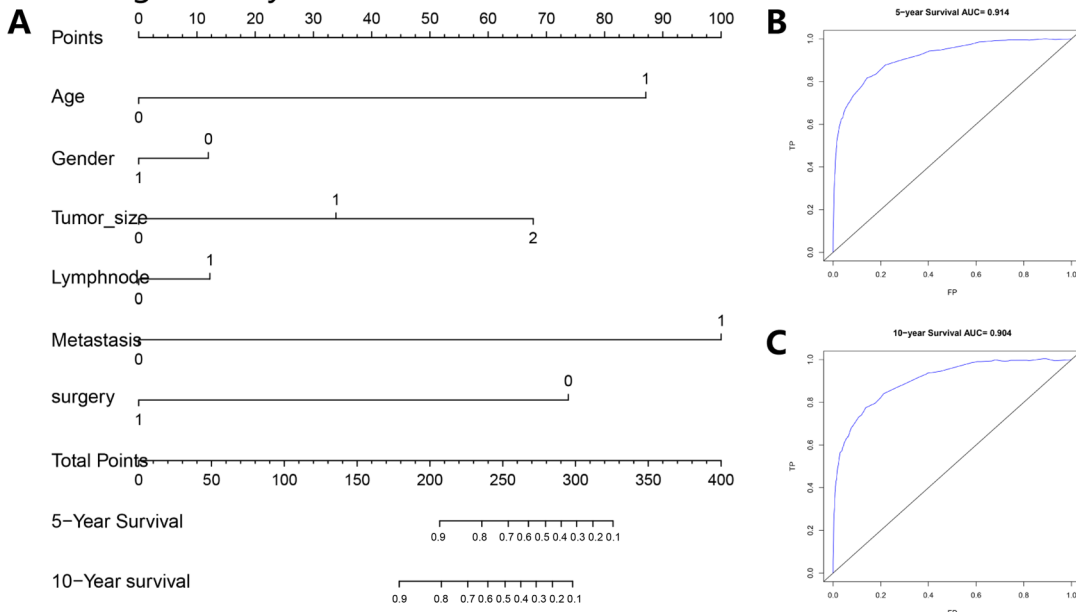 A
0 10 20 30 40 50 60 70 80 90 100
Points
1
Age
0
0
Gender
1
1
Tumor_size
0 2
1
Lymphnode
0
1
Metastasis
0
0
surgery
1
Total Points
0 50 100 150 200 250 300 350 400
5−Year Survival
0.9 0.8 0.7 0.6 0.5 0.4 0.3 0.2 0.1
10−Year survival
0.9 0.8 0.7 0.6 0.5 0.4 0.3 0.2 0.1
B
5−year Survival AUC= 0.914
1.0
0.8
0.6
TP
0.4
0.2
0.0
0.0 0.2 0.4 0.6 0.8 1.0
FP
C
10−year Survival AUC= 0.904
1.0
0.8
0.6
TP
0.4
0.2
0.0
0.0 0.2 0.4 0.6 0.8 1.0